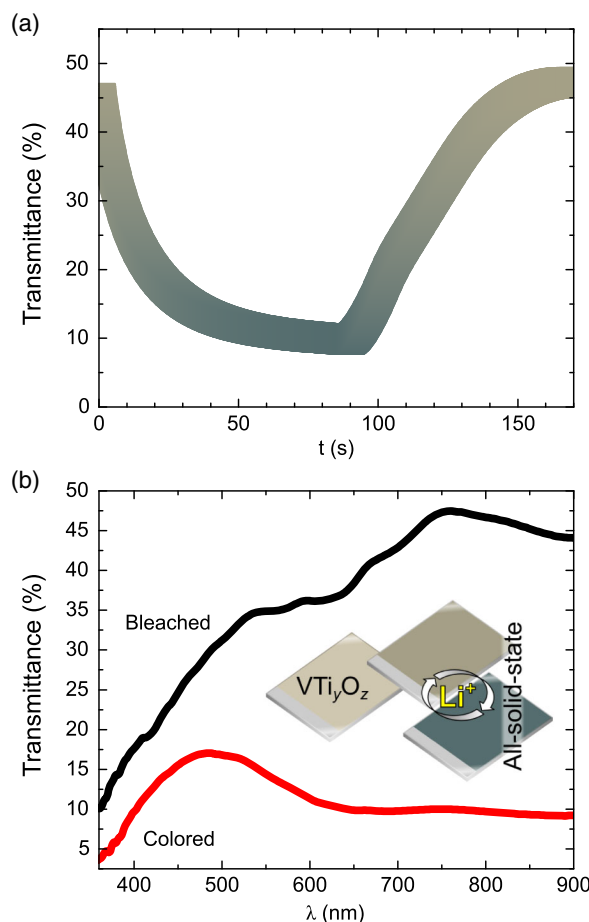 (a)
50
40
30
20
10
0
Transmittance (%)
0 50 100 150
t (s)
(b)
50
45
40
35
30
25
20
15
10
5
Transmittance (%)
Bleached
VTiyOz
Li+
All-solid-state
Colored
400 500 600 700 800 900
λ (nm)